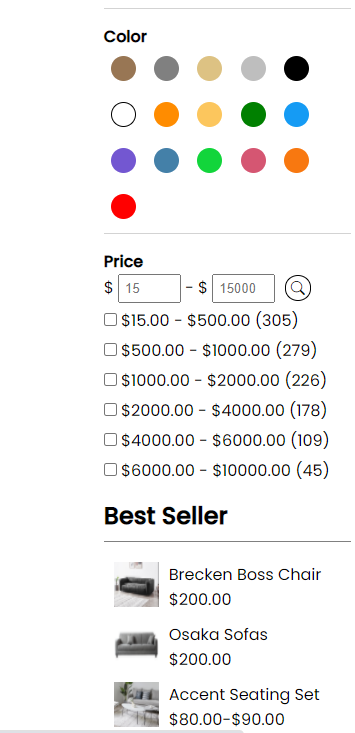 Color
Price
$ 15 - $ 15000
$15.00 - $500.00 (305)
$500.00 - $1000.00 (279)
$1000.00 - $2000.00 (226)
$2000.00 - $4000.00 (178)
$4000.00 - $6000.00 (109)
$6000.00 - $10000.00 (45)
Best Seller
Brecken Boss Chair
$200.00
Osaka Sofas
$200.00
Accent Seating Set
$80.00-$90.00